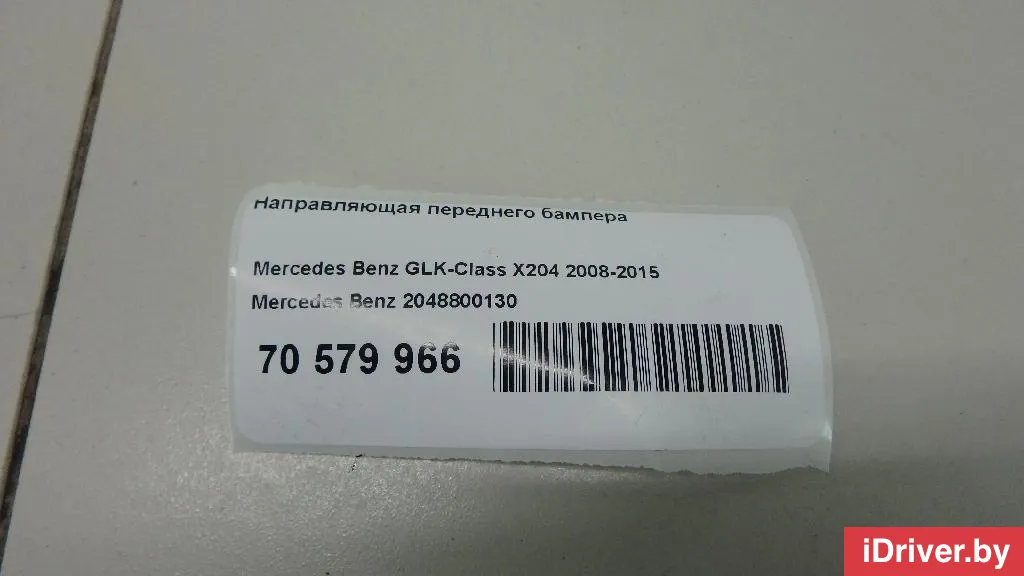 Направляющая переднего бампера
Mercedes Benz GLK-Class X204 2008-2015
Mercedes Benz 2048800130
70 579 966
iDriver.by